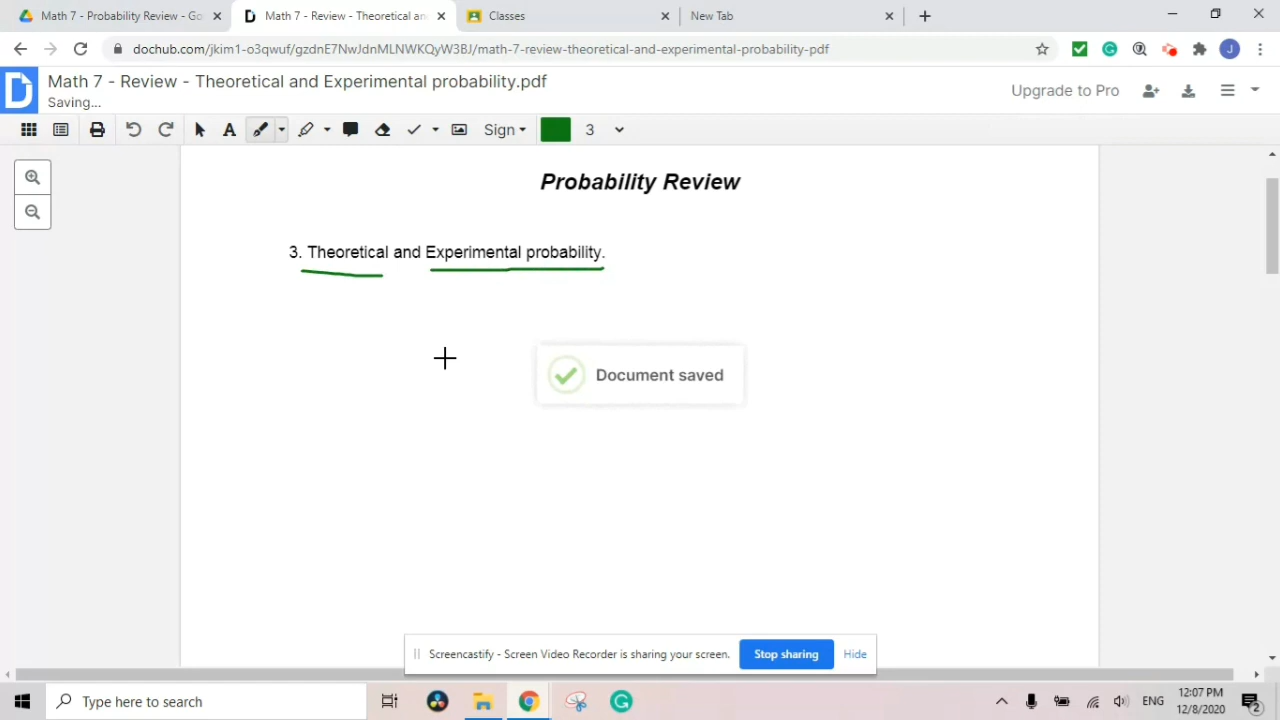 Math 7 - Probability Review - Go
Math 7 - Review - Theoretical and
Classes
New Tab
dochub.com/jkim1-o3qwuf/gzdnE7NwJdnMLNWKQyW3BJ/math-7-review-theoretical-and-experimental-probability-pdf
J
Math 7 - Review - Theoretical and Experimental probability.pdf
Saving...
Upgrade to Pro
A
Sign
3
Probability Review
3. Theoretical and Experimental probability.
Document saved
Screencastify - Screen Video Recorder is sharing your screen.
Stop sharing
Hide
Type here to search
ENG
12:07 PM
12/8/2020
2